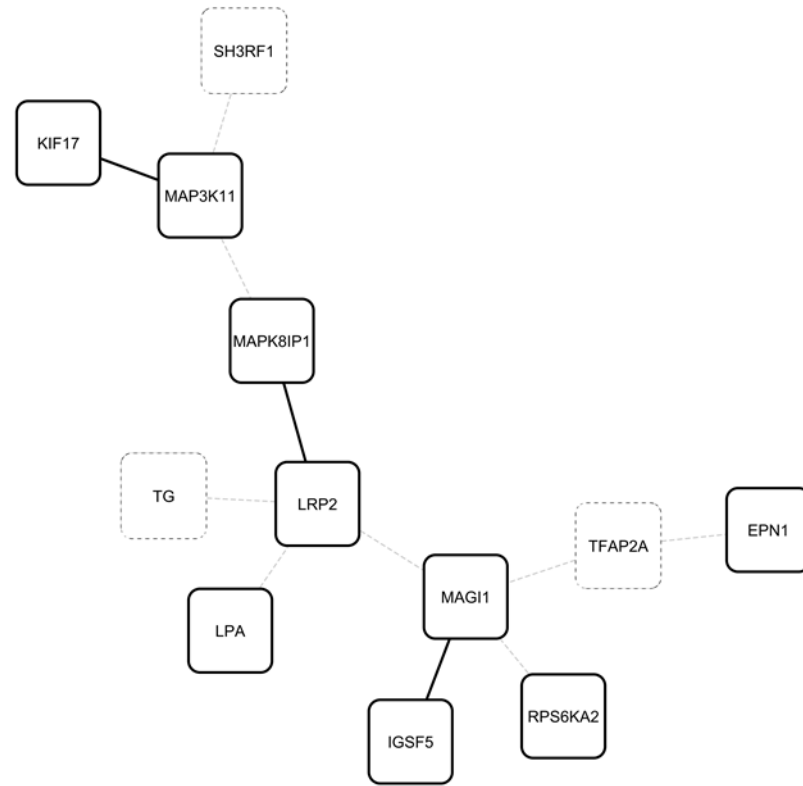 SH3RF1
KIF17
MAP3K11
MAPK8IP1
TG
LRP2
TFAP2A
EPN1
MAGI1
LPA
RPS6KA2
IGSF5